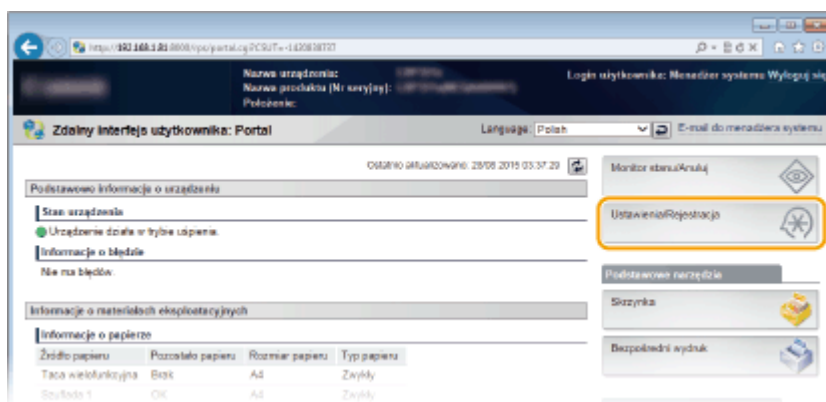 Nazwa urządzenia:
Nazwa produktu (Nr seryjny):
Położenie:
Login użytkownika: Menedżer systemu Wyloguj się
Zdalny interfejs użytkownika: Portal
Language: Polish
E-mail do menadżera systemu
Ostatnio aktualizowano: 28/08 2015 03:37:29
Podstawowe informacje o urządzeniu
Stan urządzenia
Urządzenie działa w trybie uśpienia.
Informacje o błędzie
Nie ma błędów.
Informacje o materiałach eksploatacyjnych
Informacje o papierze
Źródło papieru Pozostało papieru Rozmiar papieru Typ papieru
Taca wielofunkcyjna Brak A4 Zwykły
Szuflada 1 OK A4 Zwykły
Monitor stanu/Anuluj
Ustawienia/Rejestracja
Podstawowe narzędzia
Skrzynka
Bezpośredni wydruk